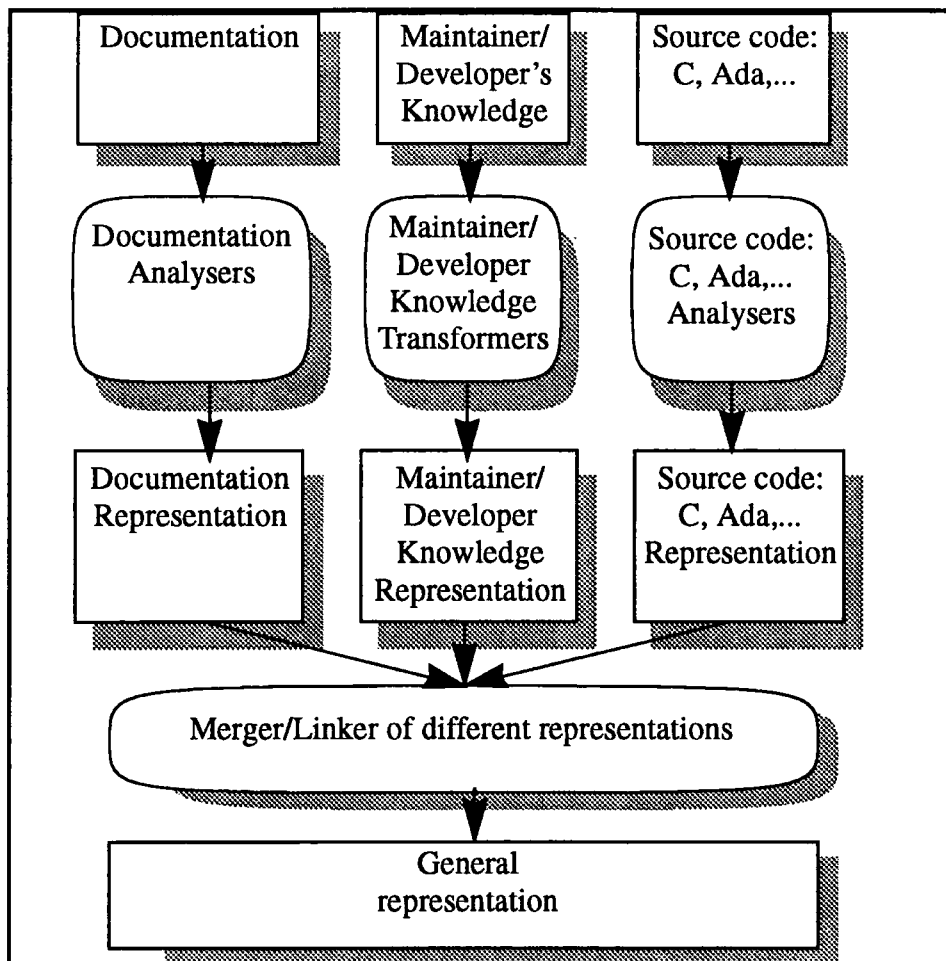 Documentation
Maintainer/
Developer's
Knowledge
Source code:
C, Ada,...
Documentation
Analysers
Maintainer/
Developer
Knowledge
Transformers
Source code:
C, Ada,...
Analysers
Documentation
Representation
Maintainer/
Developer
Knowledge
Representation
Source code:
C, Ada,...
Representation
Merger/Linker of different representations
General
representation